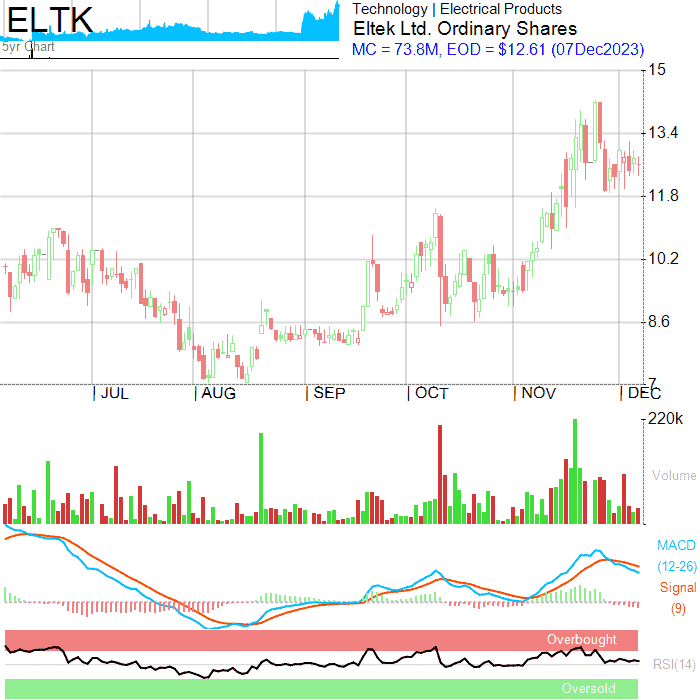 ELTK
5yr Chart
Technology | Electrical Products
Eltek Ltd. Ordinary Shares
MC = 73.8M, EOD = $12.61 (07Dec2023)
15
13.4
11.8
10.2
8.6
7
JUL AUG SEP OCT NOV DEC
220k
Volume
MACD
(12-26)
Signal
(9)
Overbought
RSI(14)
Oversold